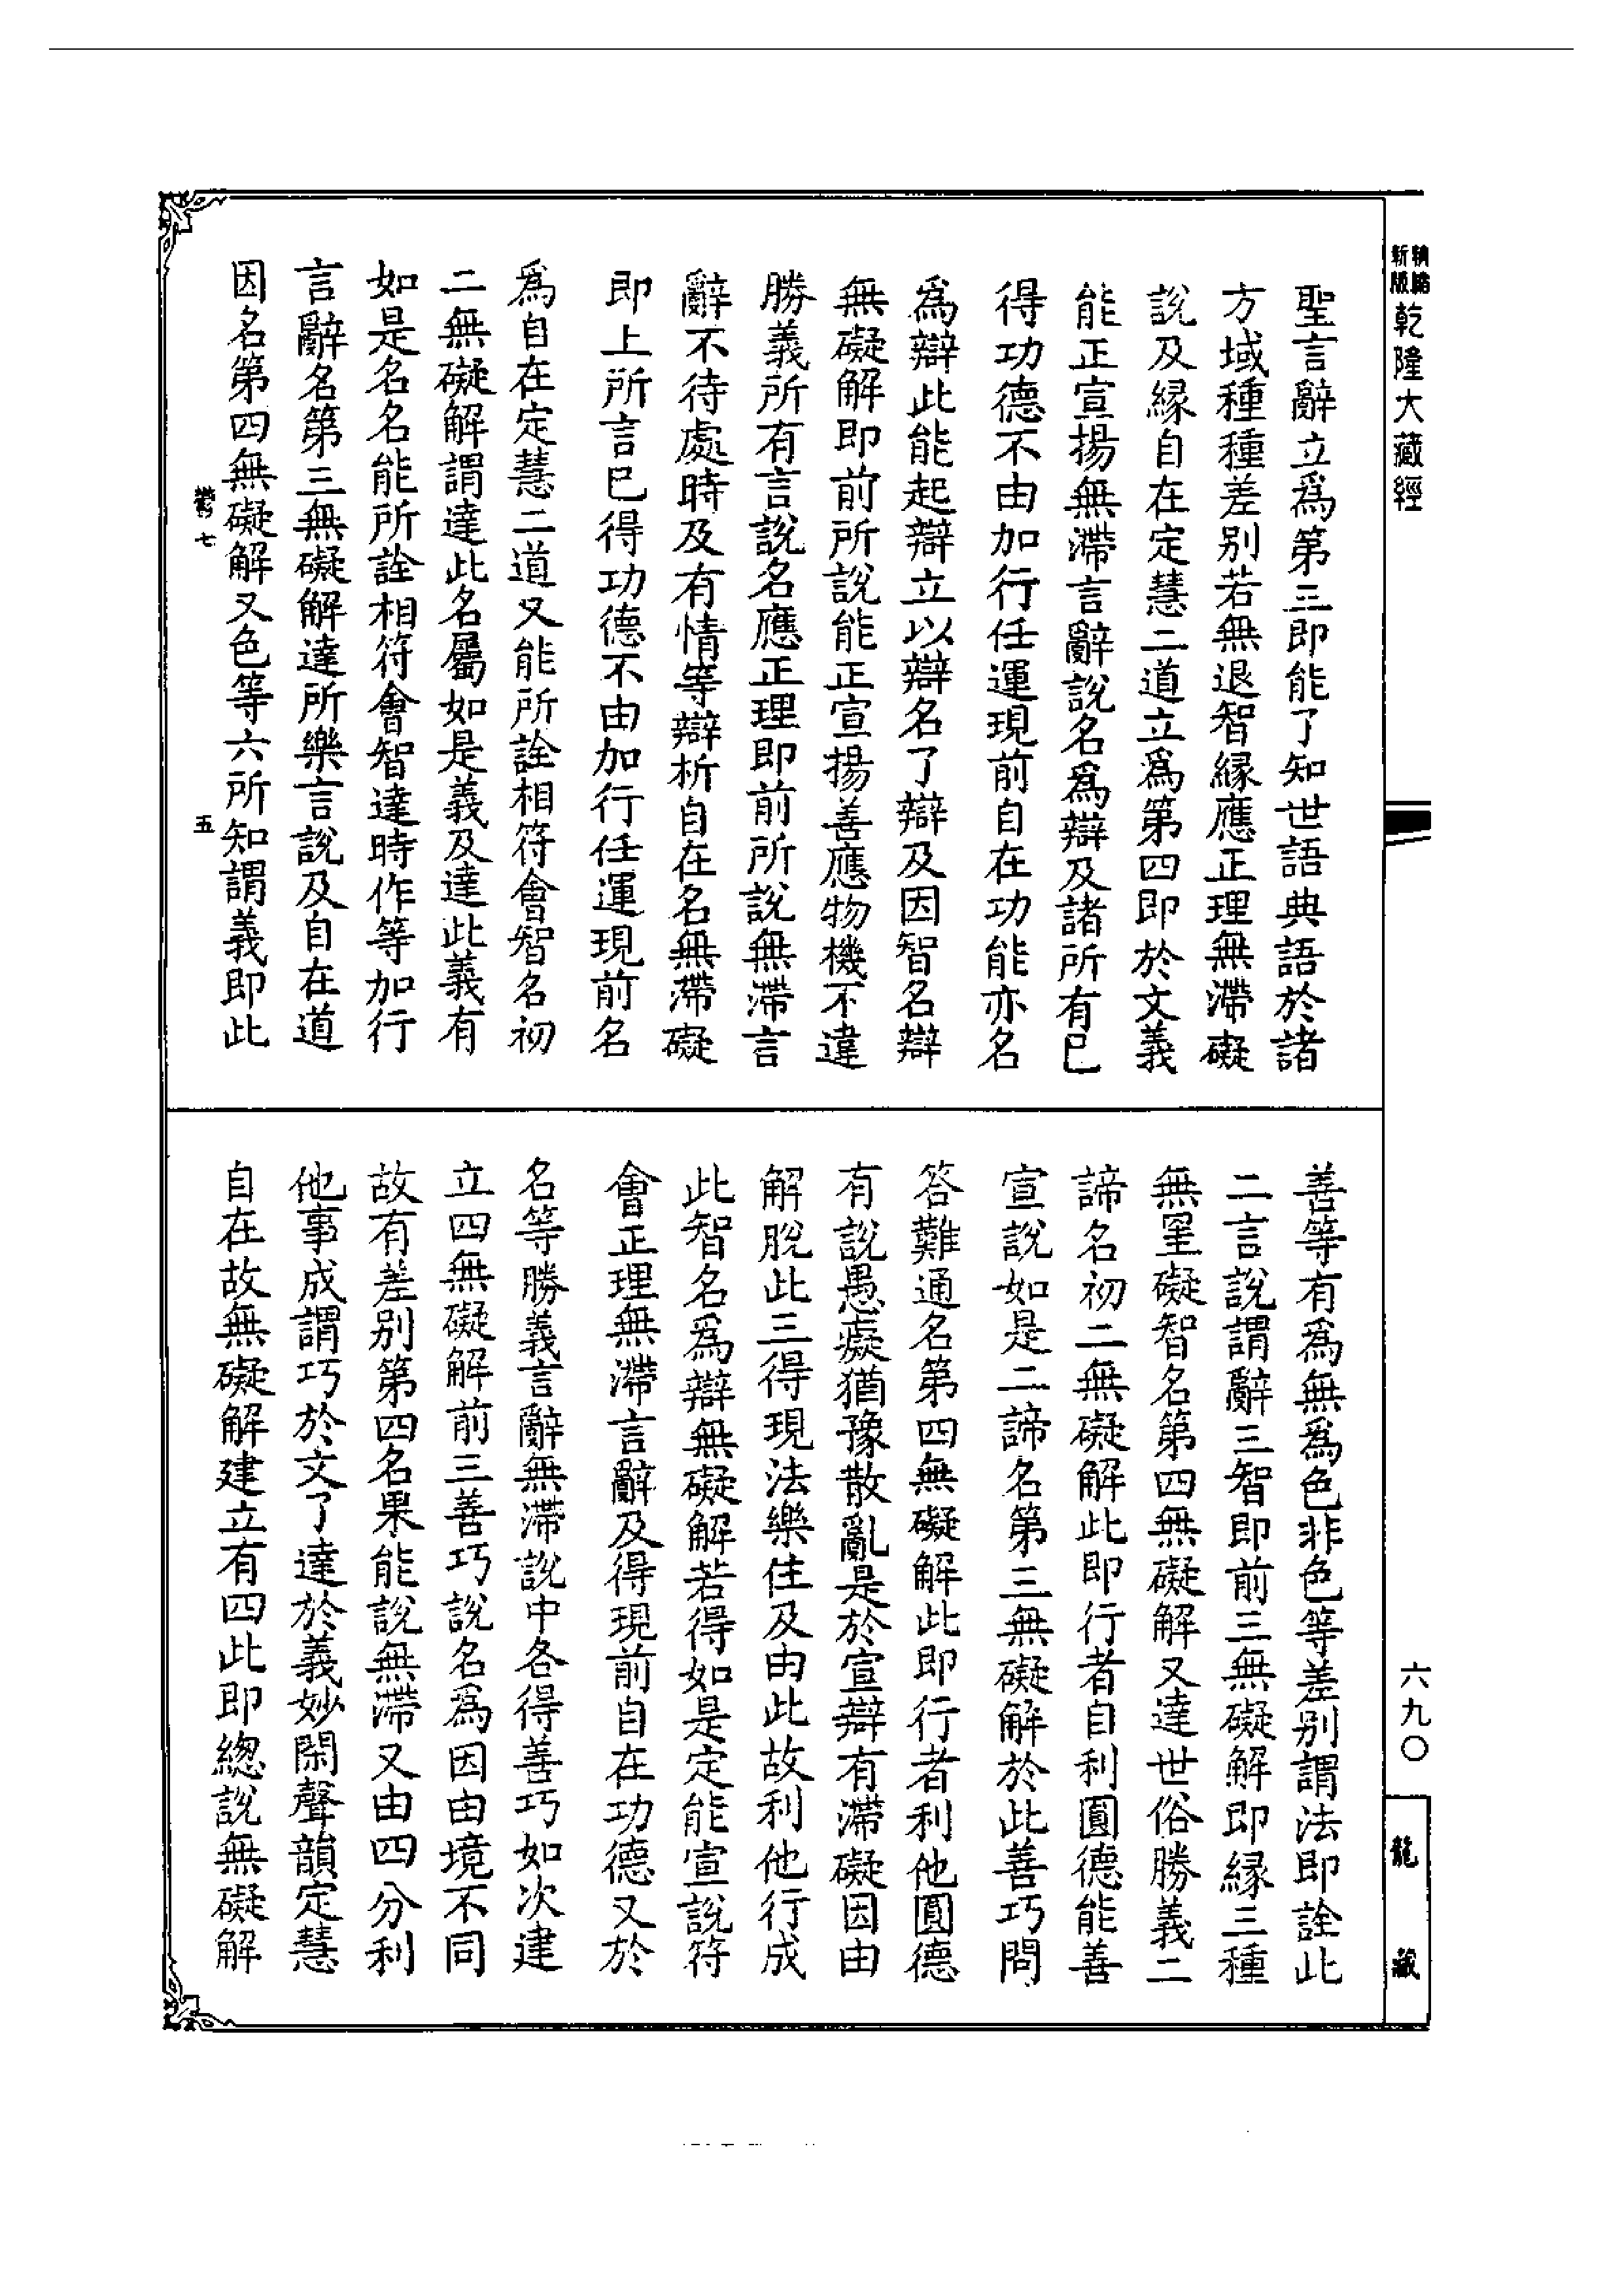 新版精縮乾隆大藏經
聖言辭立爲第三即能了知世語典語於諸
方域種種差别若無退智緣應正理無滯礙
說及緣自在定慧二道立爲第四即於文義
能正宣揚無滯言辭說名爲辯及諸所有已
得功德不由加行任運現前自在功能亦名
爲辯此能起辯立以辯名了辯及因智名辯
無礙解即前所說能正宣揚善應物機不違
勝義所有言說名應正理即前所說無滯言
辭不待處時及有情等辯析自在名無滯礙
即上所言已得功德不由加行任運現前名
爲自在定慧二道又能所詮相符會智名初
二無礙解謂達此名屬如是義及達此義有
如是名名能所詮相符會智達時作等加行
言辭名第三無礙解達所樂言說及自在道
因名第四無礙解又色等六所知謂義即此
鬱七 五
善等有爲無爲色非色等差别謂法即詮此
二言說謂辭三智即前三無礙解即緣三種
無罣礙智名第四無礙解又達世俗勝義二
諦名初二無礙解此即行者自利圓德能善
宣說如是二諦名第三無礙解於此善巧問
答難通名第四無礙解此即行者利他圓德
有說愚癡猶豫散亂是於宣辯有滯礙因由
解脫此三得現法樂住及由此故利他行成
此智名爲辯無礙解若得如是定能宣說符
會正理無滯言辭及得現前自在功德又於
名等勝義言辭無滯說中各得善巧如次建
立四無礙解前三善巧說名爲因由境不同
故有差别第四名果能說無滯又由四分利
他事成謂巧於文了達於義妙閑聲韻定慧
自在故無礙解建立有四此即總說無礙解
六九〇
龍藏